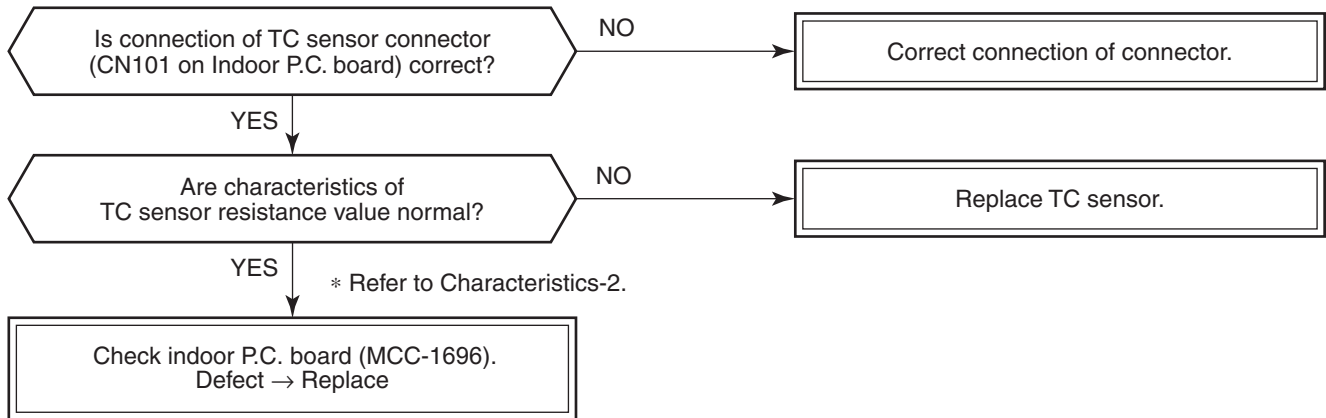 Is connection of TC sensor connector
(CN101 on Indoor P.C. board) correct?
NO
Correct connection of connector.
YES
Are characteristics of
TC sensor resistance value normal?
NO
Replace TC sensor.
YES
* Refer to Characteristics-2.
Check indoor P.C. board (MCC-1696).
Defect → Replace